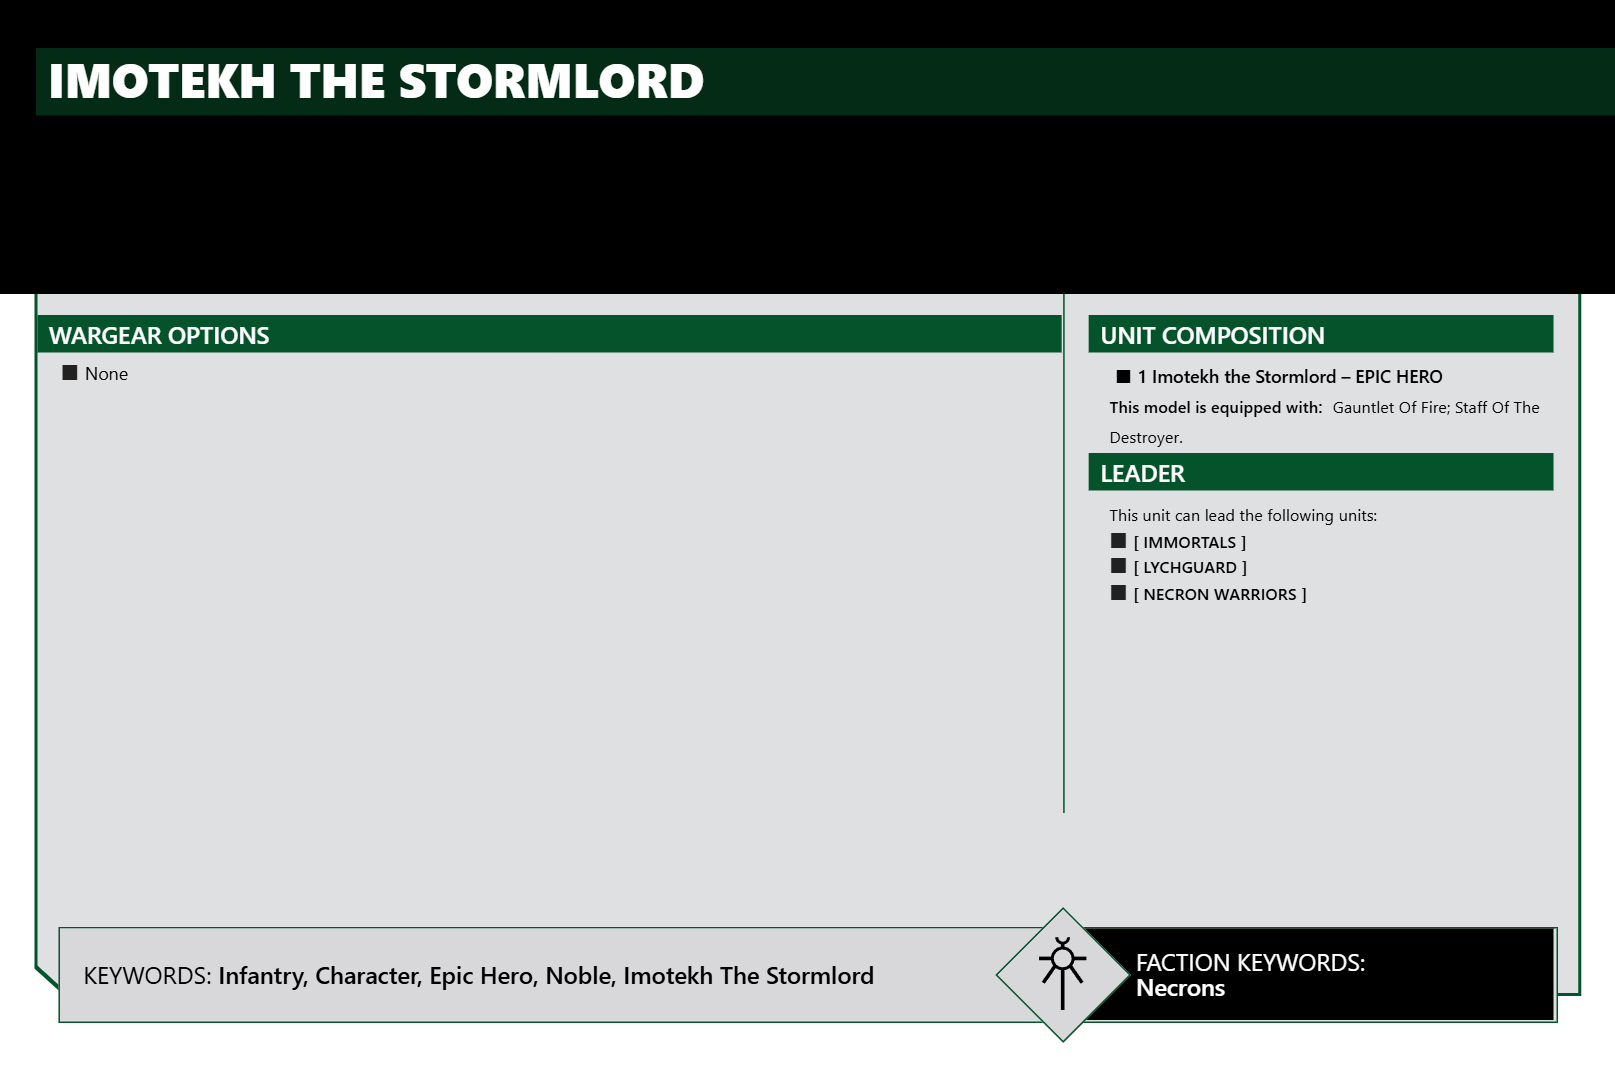 IMOTEKH THE STORMLORD
WARGEAR OPTIONS
■ None
UNIT COMPOSITION
■ 1 Imotekh the Stormlord – EPIC HERO
This model is equipped with: Gauntlet Of Fire; Staff Of The
Destroyer.
LEADER
This unit can lead the following units:
■ [ IMMORTALS ]
■ [ LYCHGUARD ]
■ [ NECRON WARRIORS ]
KEYWORDS: Infantry, Character, Epic Hero, Noble, Imotekh The Stormlord
FACTION KEYWORDS:
Necrons